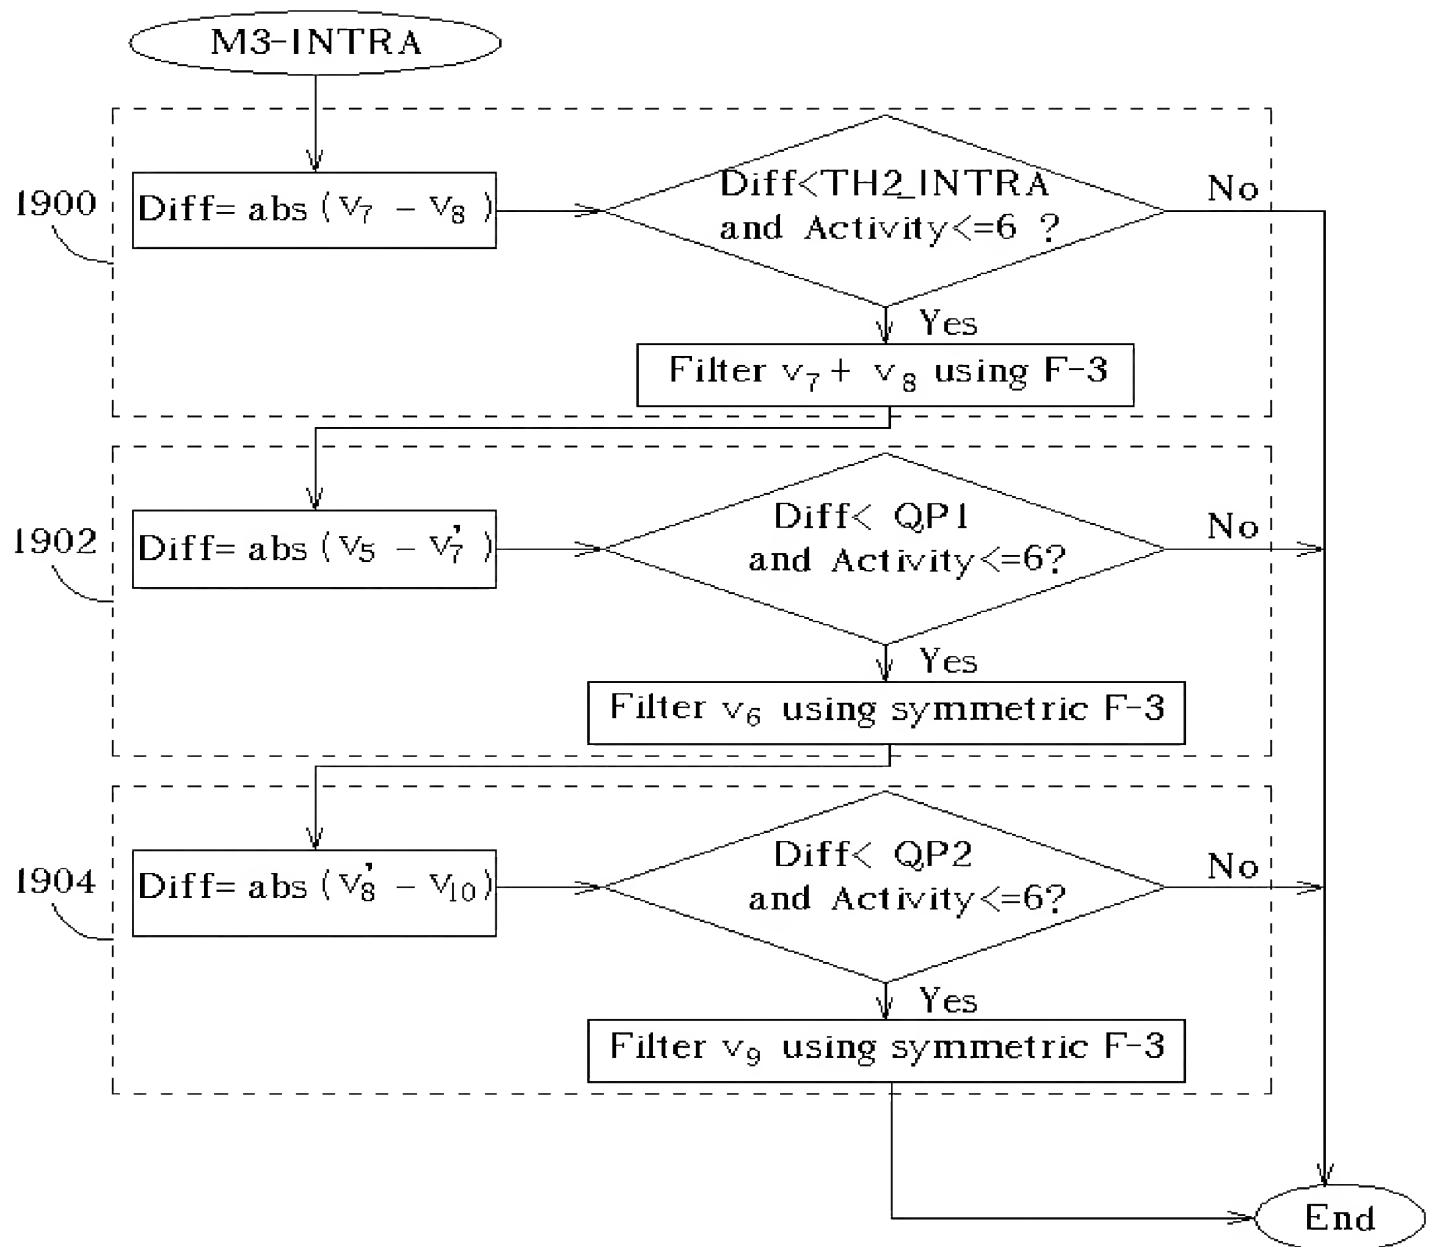 M3-INTRA
1900
Diff= abs (v₇ - v₈)
Diff<TH2_INTRA
and Activity<=6 ?
No
Yes
Filter v₇ + v₈ using F-3
1902
Diff= abs (v₅ - v₇')
Diff< QP1
and Activity<=6?
No
Yes
Filter v₆ using symmetric F-3
1904
Diff= abs (v₈' - v₁₀)
Diff< QP2
and Activity<=6?
No
Yes
Filter v₉ using symmetric F-3
End